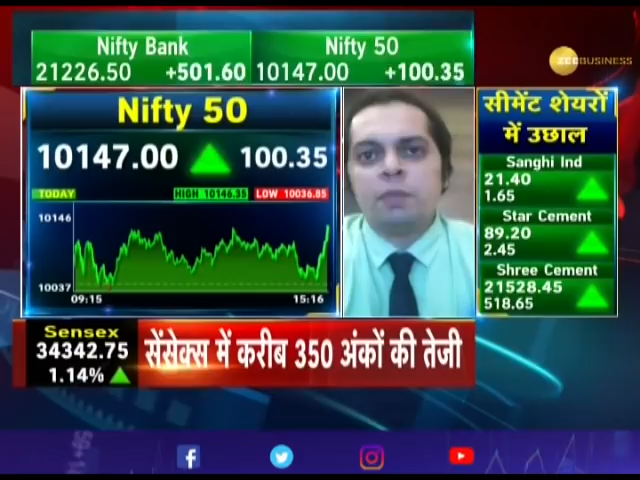 Nifty Bank
21226.50 +501.60
Nifty 50
10147.00 +100.35
ZEEBUSINESS
Nifty 50
10147.00 100.35
TODAY HIGH 10146.35 LOW 10036.85
10146
10037
09:15 15:16
सीमेंट शेयरों
में उछाल
Sanghi Ind
21.40
1.65
Star Cement
89.20
2.45
Shree Cement
21528.45
518.65
Sensex
34342.75
1.14%
सेंसेक्स में करीब 350 अंकों की तेजी